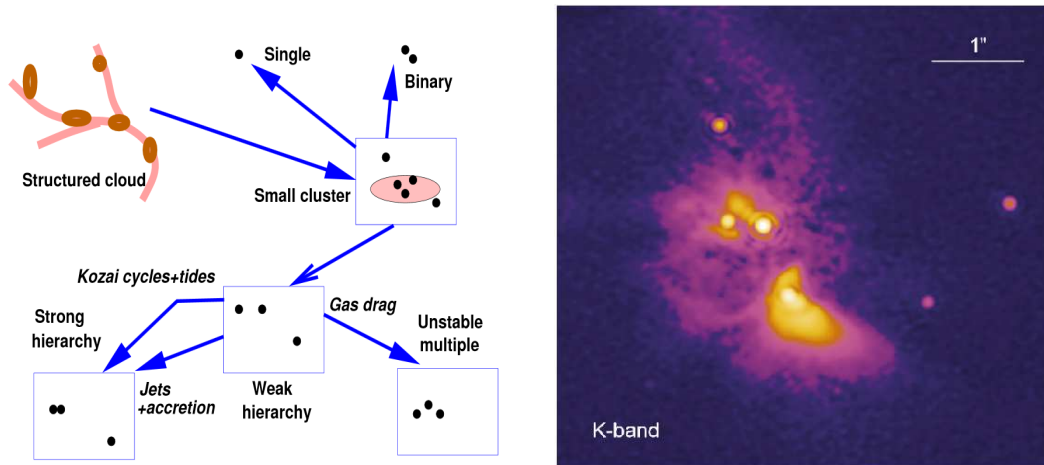 Single
Binary
Structured cloud
Small cluster
Kozai cycles+tides
Gas drag
Strong
hierarchy
Unstable
multiple
Jets
+accretion
Weak
hierarchy
1"
K-band